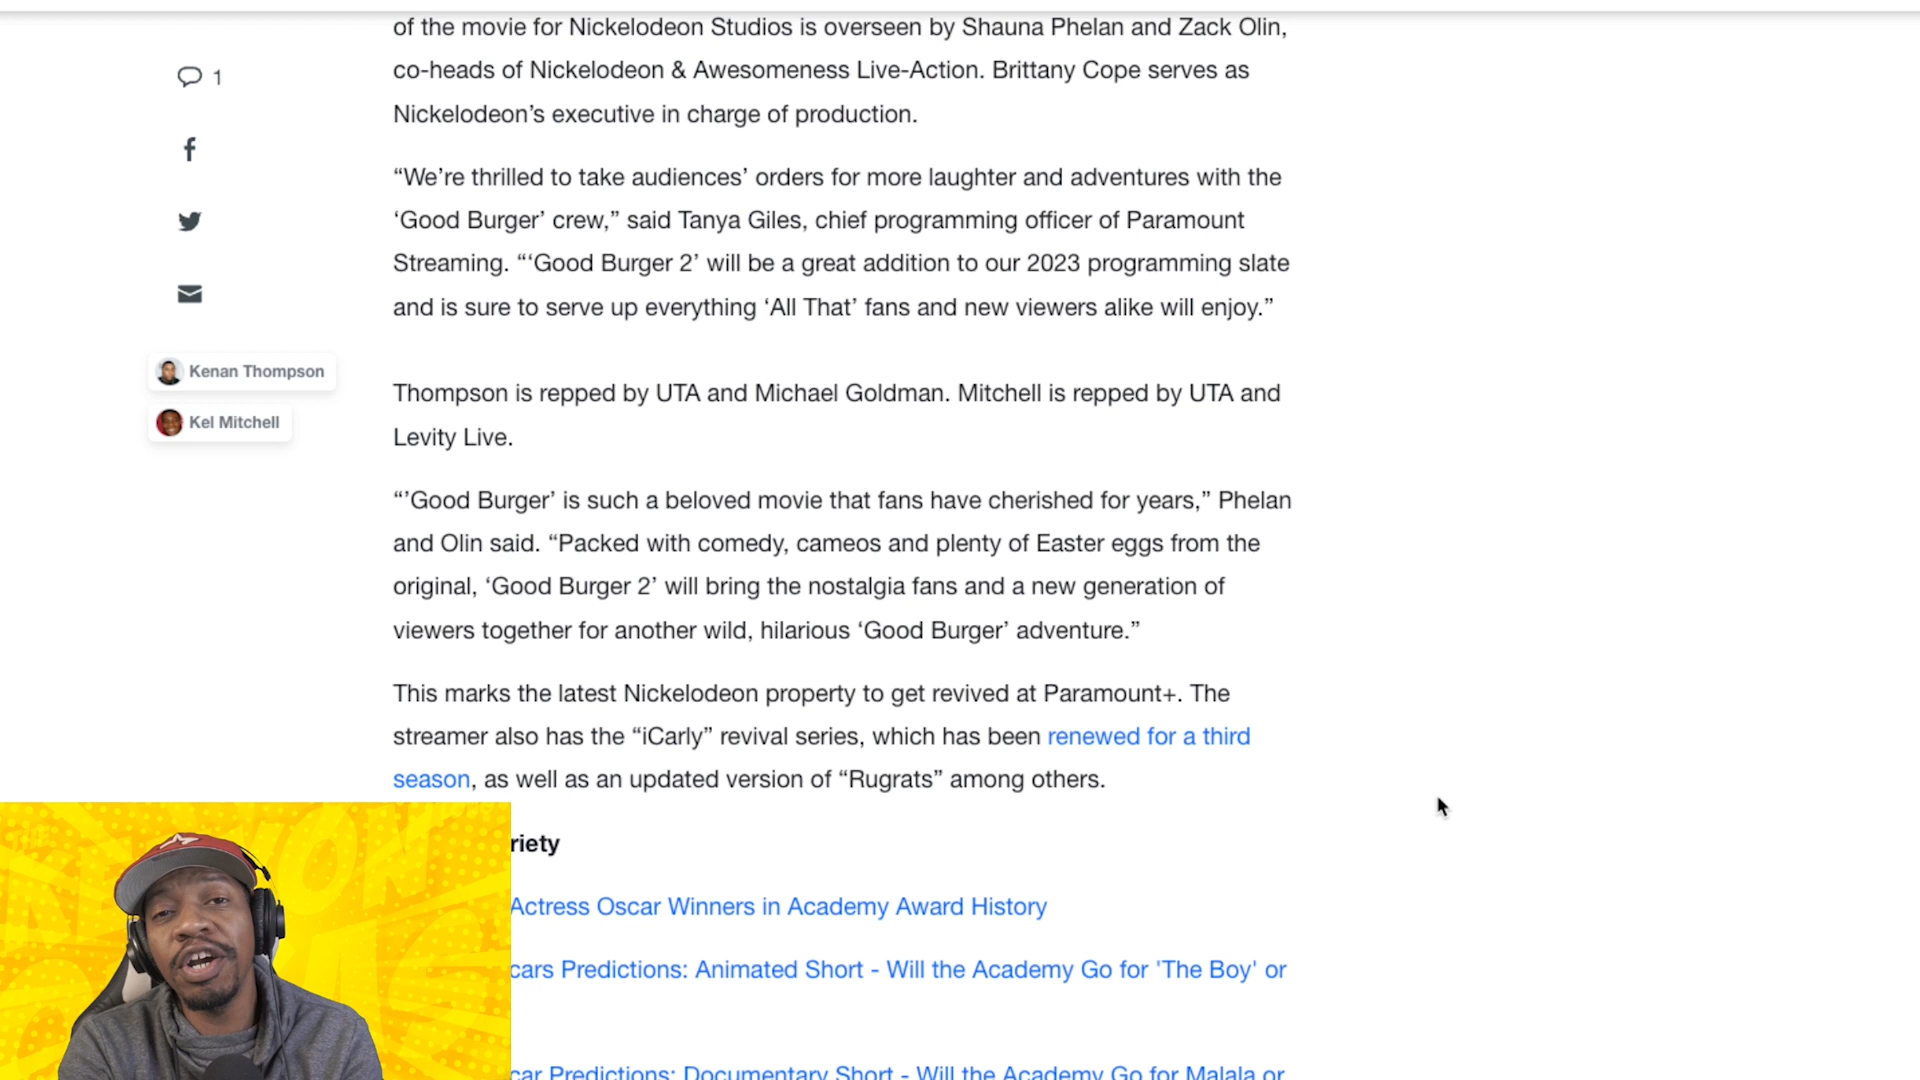 of the movie for Nickelodeon Studios is overseen by Shauna Phelan and Zack Olin,
1
co-heads of Nickelodeon & Awesomeness Live-Action. Brittany Cope serves as
Nickelodeon’s executive in charge of production.
“We’re thrilled to take audiences’ orders for more laughter and adventures with the
‘Good Burger’ crew,” said Tanya Giles, chief programming officer of Paramount
Streaming. “‘Good Burger 2’ will be a great addition to our 2023 programming slate
and is sure to serve up everything ‘All That’ fans and new viewers alike will enjoy.”
Kenan Thompson
Kel Mitchell
Thompson is repped by UTA and Michael Goldman. Mitchell is repped by UTA and
Levity Live.
“’Good Burger’ is such a beloved movie that fans have cherished for years,” Phelan
and Olin said. “Packed with comedy, cameos and plenty of Easter eggs from the
original, ‘Good Burger 2’ will bring the nostalgia fans and a new generation of
viewers together for another wild, hilarious ‘Good Burger’ adventure.”
This marks the latest Nickelodeon property to get revived at Paramount+. The
streamer also has the “iCarly” revival series, which has been renewed for a third
season, as well as an updated version of “Rugrats” among others.
riety
Actress Oscar Winners in Academy Award History
cars Predictions: Animated Short - Will the Academy Go for 'The Boy' or
car Predictions: Documentary Short - Will the Academy Go for Malala or